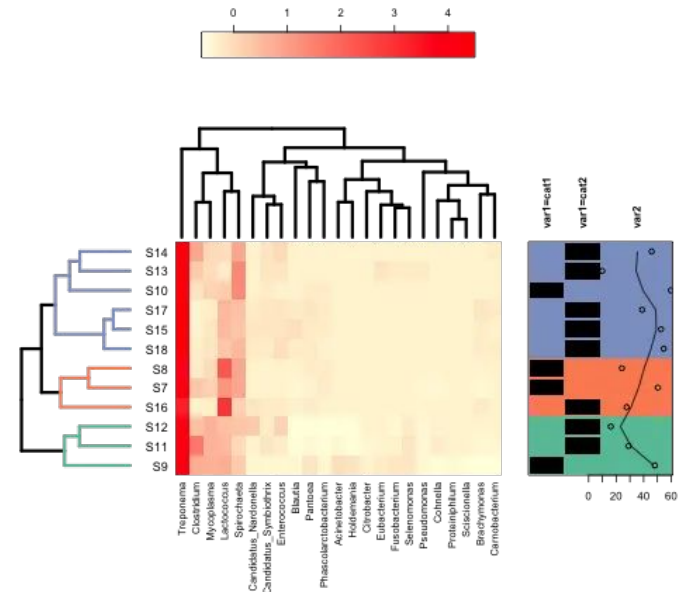 0 1 2 3 4
var1=cat1
var1=cat2
var2
S14
S13
S10
S17
S15
S18
S8
S7
S16
S12
S11
S9
Treponema
Clostridium
Mycoplasma
Lactococcus
Spirochaeta
Candidatus_Nardonella
Candidatus_Symbiothrix
Enterococcus
Blautia
Pantoea
Phascolarctobacterium
Acinetobacter
Holdemania
Citrobacter
Eubacterium
Fusobacterium
Selenomonas
Pseudomonas
Cohnella
Proteiniphilum
Sciscionella
Brachymonas
Carnobacterium
0 20 40 60